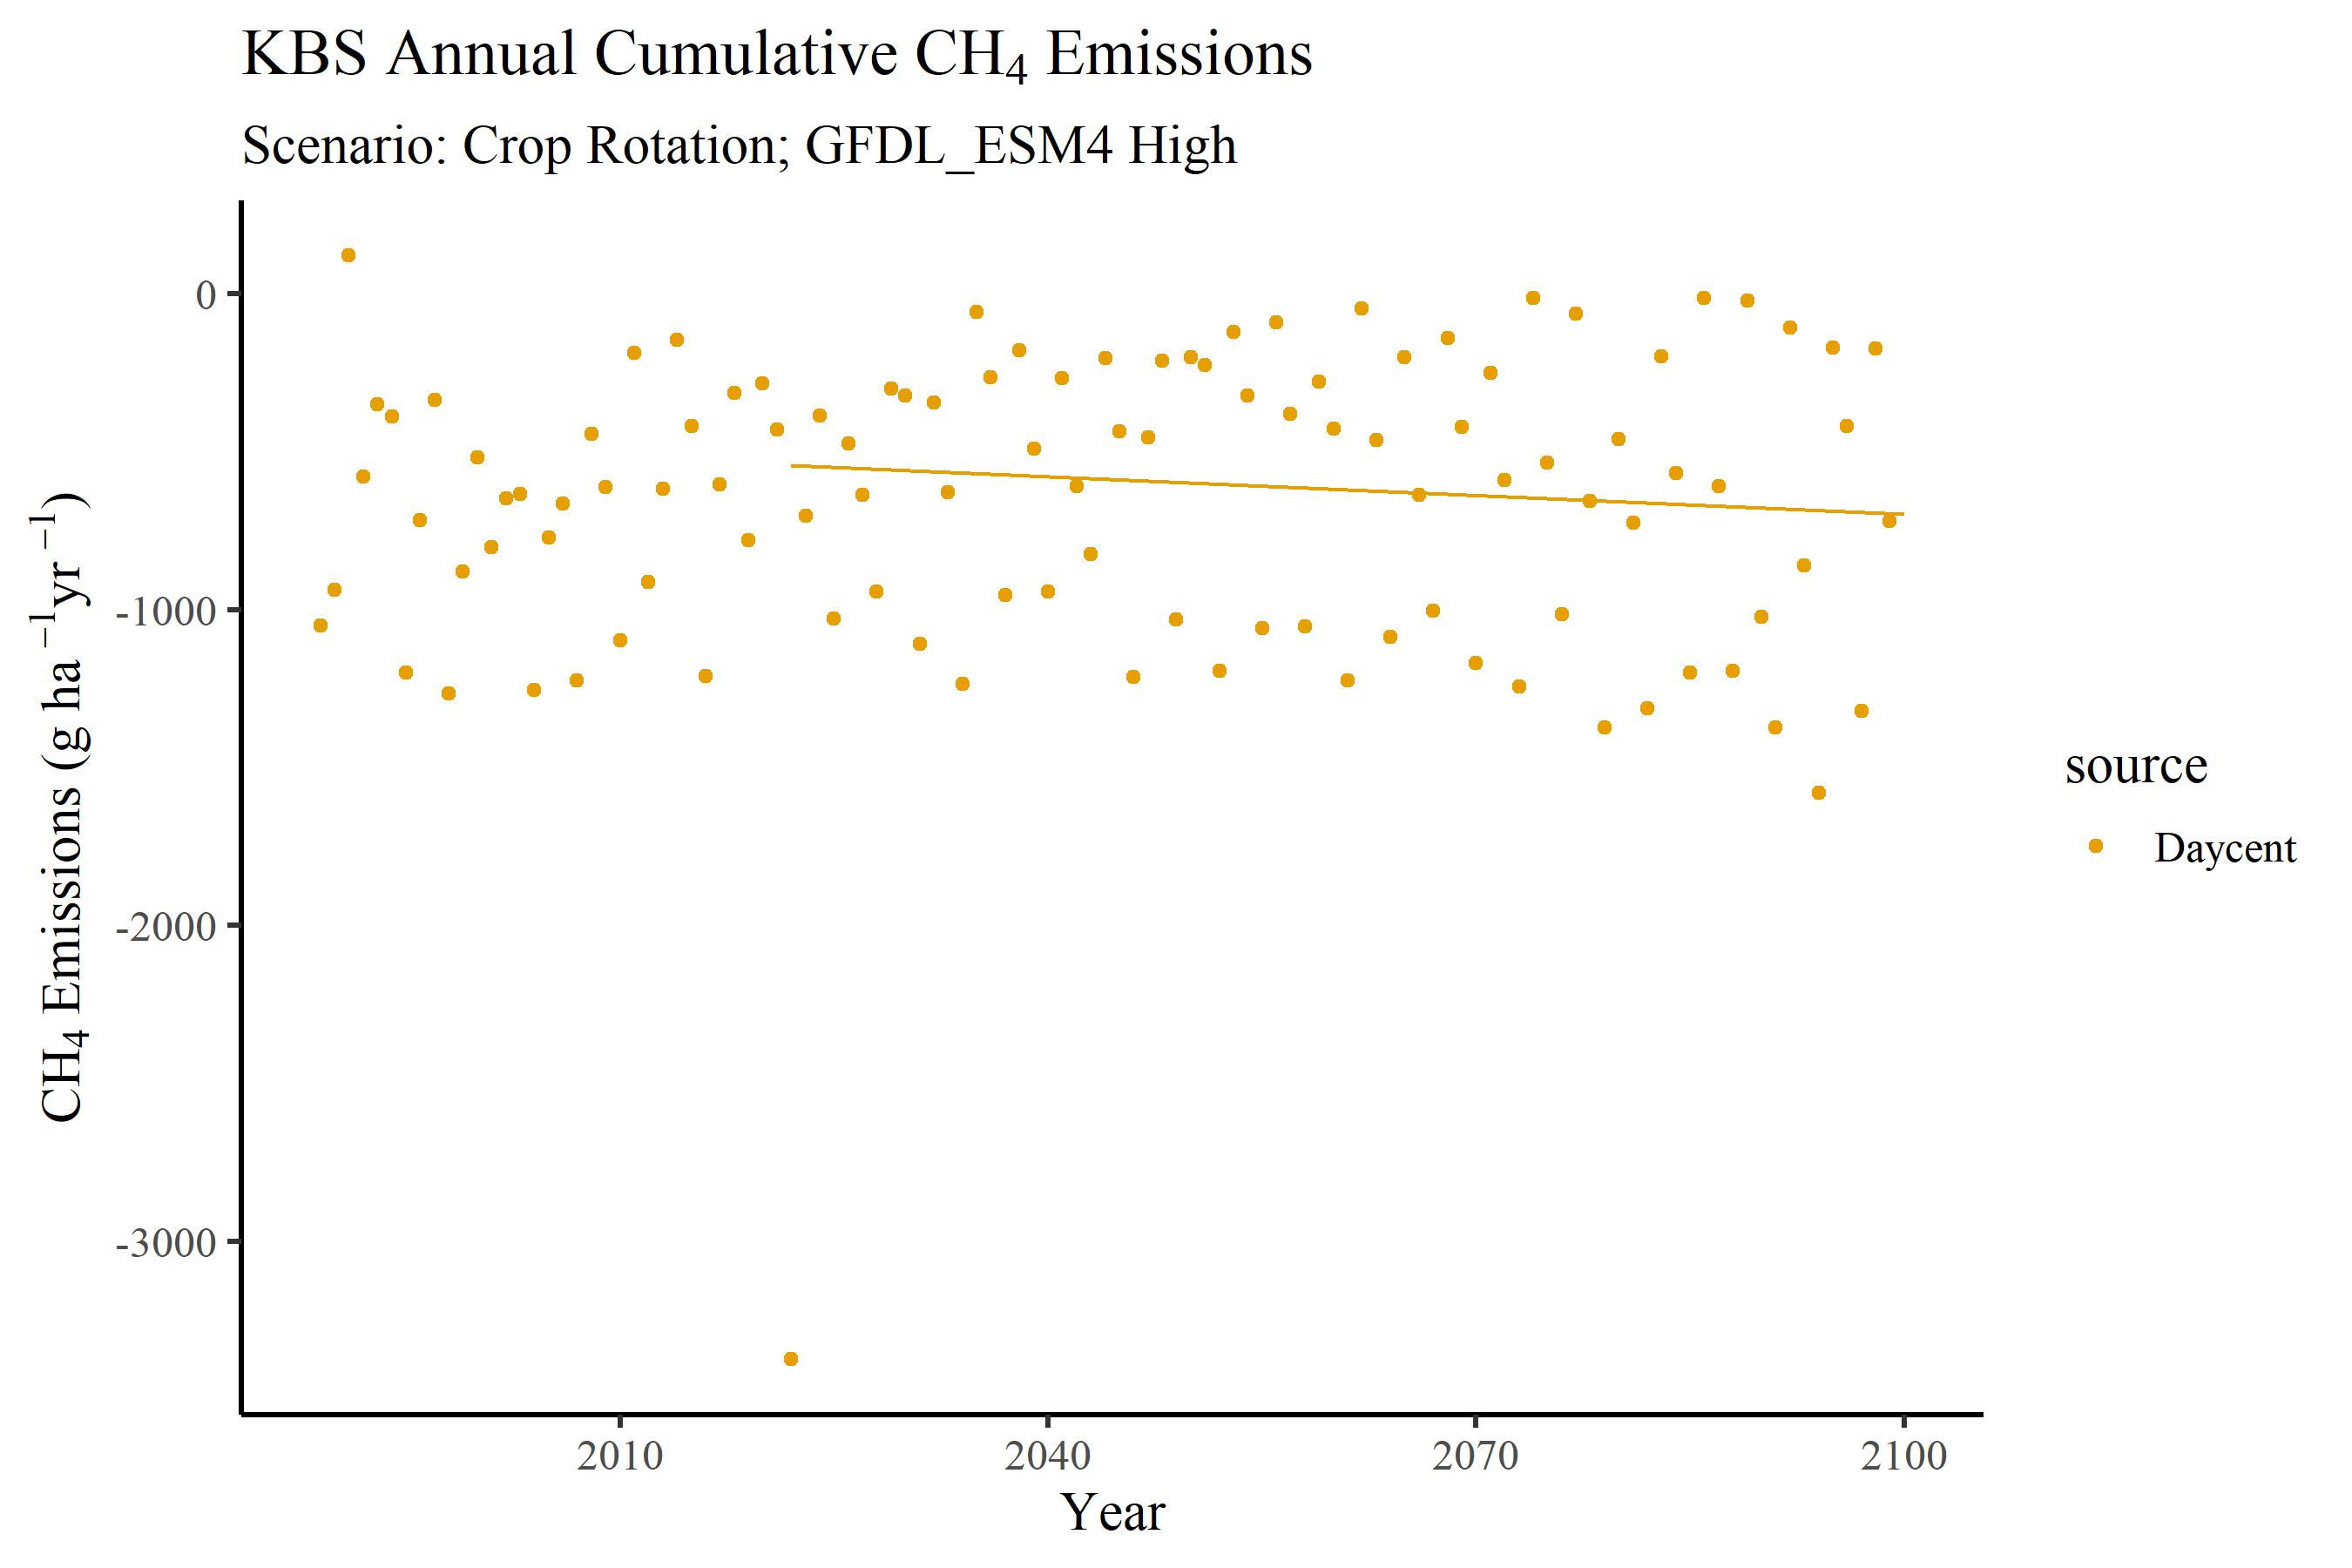 KBS Annual Cumulative CH₄ Emissions
Scenario: Crop Rotation; GFDL_ESM4 High
CH₄ Emissions (g ha ⁻¹yr ⁻¹)
0
-1000
-2000
-3000
2010 2040 2070 2100
Year
source
Daycent